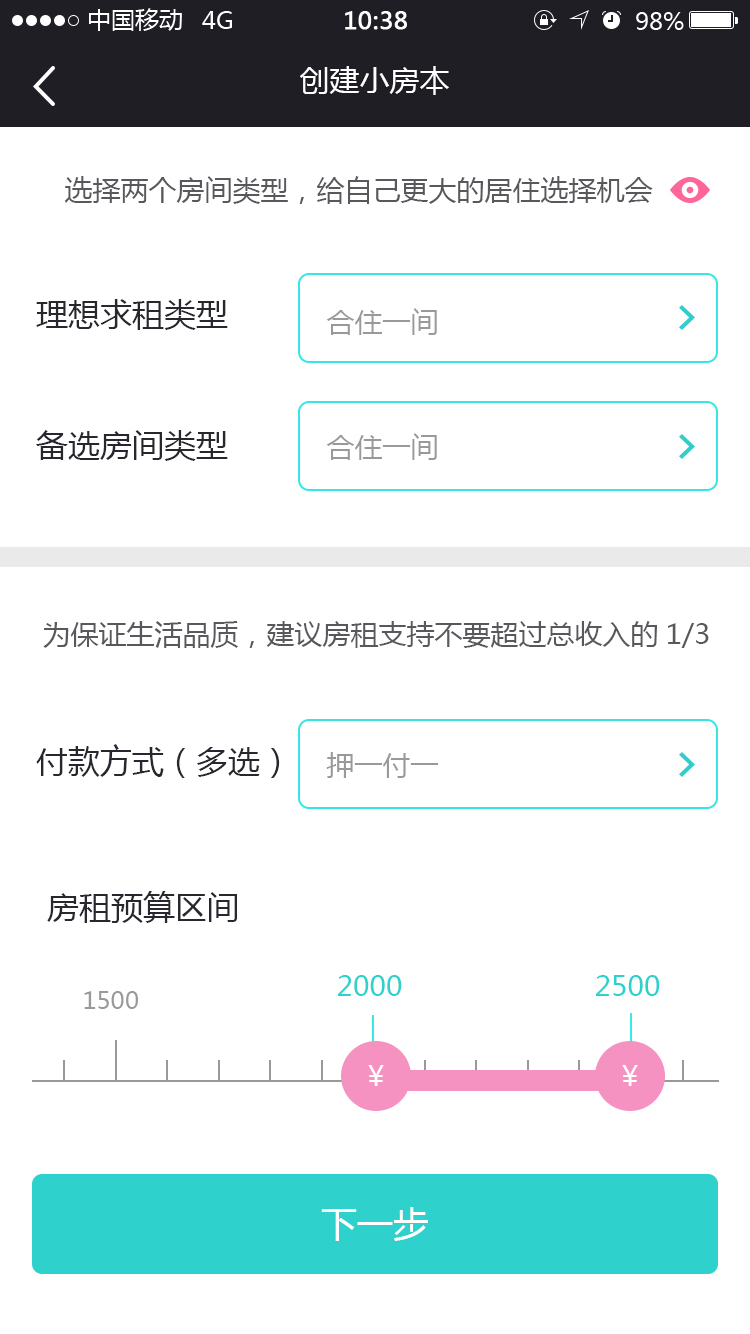 中国移动 4G 10:38 98%
创建小房本
选择两个房间类型，给自己更大的居住选择机会
理想求租类型 合住一间
备选房间类型 合住一间
为保证生活品质，建议房租支持不要超过总收入的 1/3
付款方式（多选） 押一付一
房租预算区间
1500 2000 2500
¥ ¥
下一步